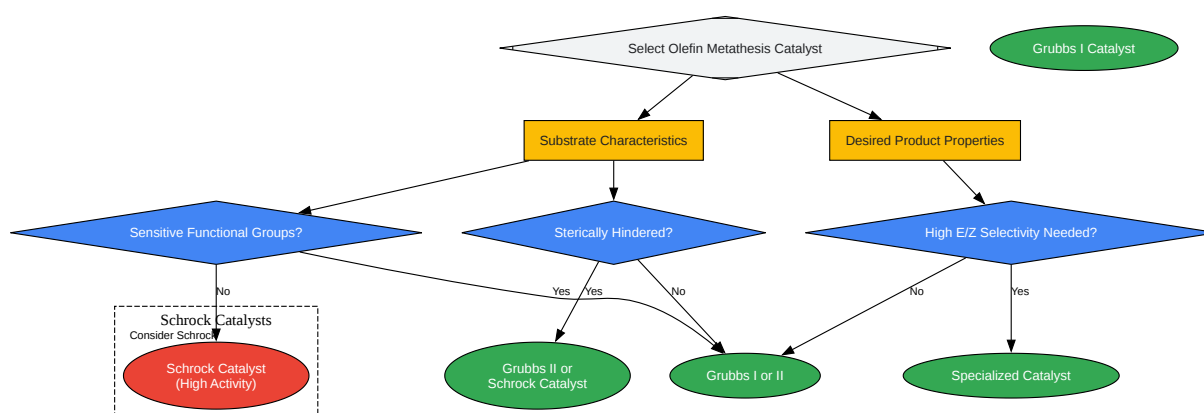 Select Olefin Metathesis Catalyst
Grubbs I Catalyst
Substrate Characteristics
Desired Product Properties
Sensitive Functional Groups?
Sterically Hindered?
High E/Z Selectivity Needed?
No
Yes
Yes
No
No
Yes
Schrock Catalysts
Consider Schrock
Schrock Catalyst
(High Activity)
Grubbs II or
Schrock Catalyst
Grubbs I or II
Specialized Catalyst